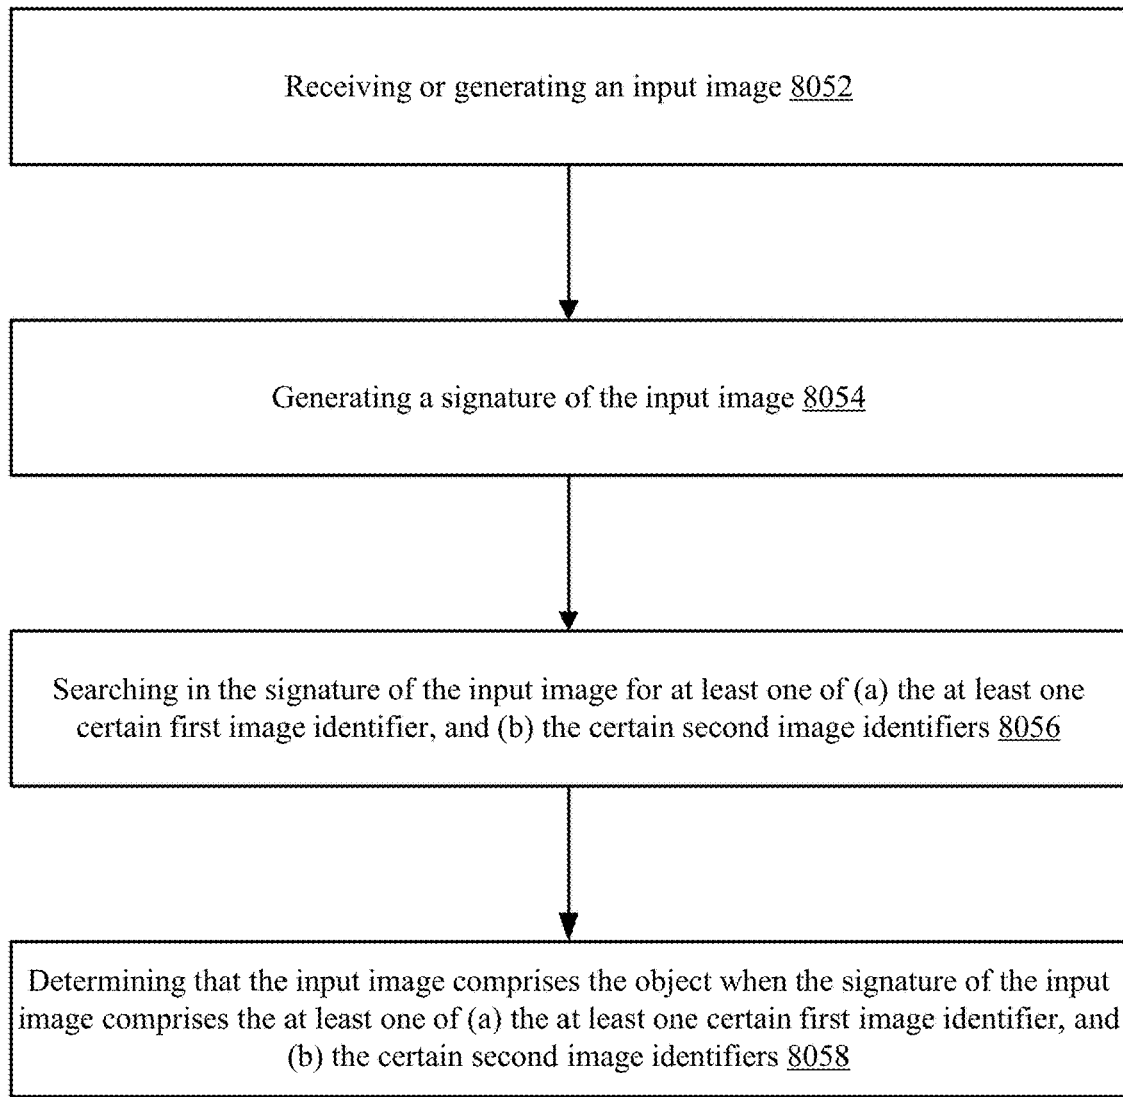 Receiving or generating an input image 8052
Generating a signature of the input image 8054
Searching in the signature of the input image for at least one of (a) the at least one
certain first image identifier, and (b) the certain second image identifiers 8056
Determining that the input image comprises the object when the signature of the input
image comprises the at least one of (a) the at least one certain first image identifier, and
(b) the certain second image identifiers 8058